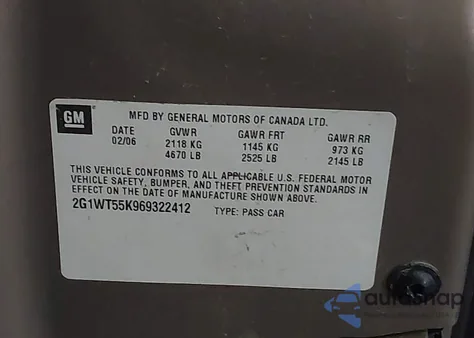 GM
MFD BY GENERAL MOTORS OF CANADA LTD.
DATE GVWR GAWR FRT GAWR RR
02/06 2118 KG 1145 KG 973 KG
4670 LB 2525 LB 2145 LB
THIS VEHICLE CONFORMS TO ALL APPLICABLE U.S. FEDERAL MOTOR
VEHICLE SAFETY, BUMPER, AND THEFT PREVENTION STANDARDS IN
EFFECT ON THE DATE OF MANUFACTURE SHOWN ABOVE.
2G1WT55K969322412 TYPE: PASS CAR
autosnap